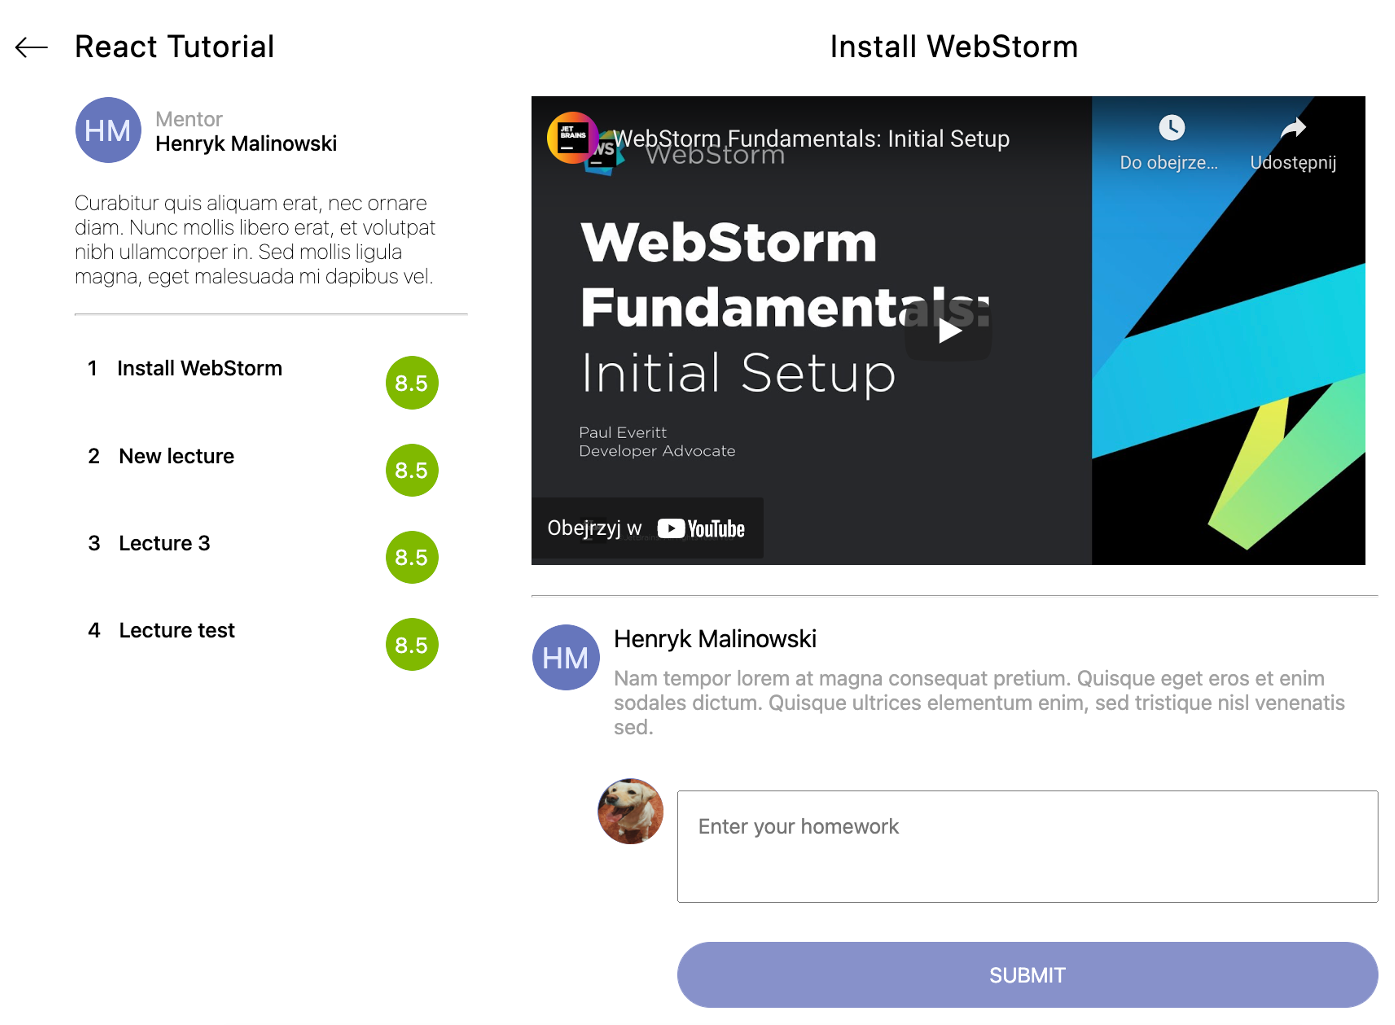 React Tutorial
HM
Mentor
Henryk Malinowski
Curabitur quis aliquam erat, nec ornare
diam. Nunc mollis libero erat, et volutpat
nibh ullamcorper in. Sed mollis ligula
magna, eget malesuada mi dapibus vel.
1 Install WebStorm
8.5
2 New lecture
8.5
3 Lecture 3
8.5
4 Lecture test
8.5
Install WebStorm
JET
BRAINS
WebStorm Fundamentals: Initial Setup
WS
WebStorm
Do obejrze...
Udostępnij
WebStorm
Fundamentals:
Initial Setup
Paul Everitt
Developer Advocate
Obejrzyj w YouTube
HM
Henryk Malinowski
Nam tempor lorem at magna consequat pretium. Quisque eget eros et enim
sodales dictum. Quisque ultrices elementum enim, sed tristique nisl venenatis
sed.
Enter your homework
SUBMIT